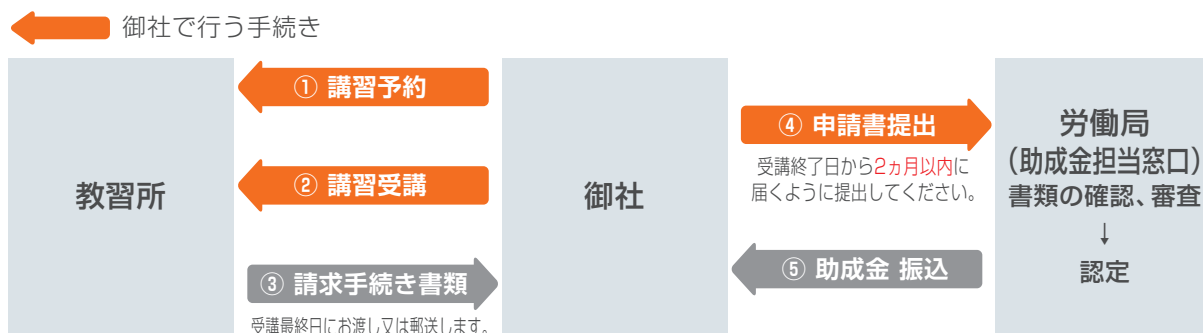 御社で行う手続き
教習所
① 講習予約
② 講習受講
③ 請求手続き書類
受講最終日にお渡し又は郵送します。
御社
④ 申請書提出
受講終了日から2ヵ月以内に
届くように提出してください。
⑤ 助成金 振込
労働局
（助成金担当窓口）
書類の確認、審査
↓
認定